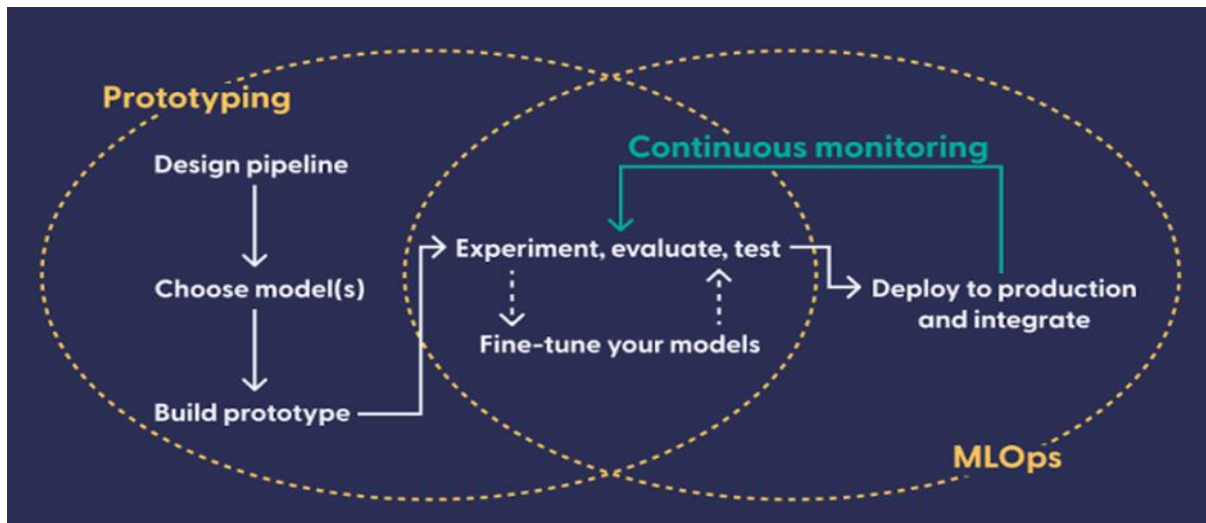 Prototyping
Design pipeline
Choose model(s)
Build prototype
Continuous monitoring
Experiment, evaluate, test
Fine-tune your models
Deploy to production
and integrate
MLOps